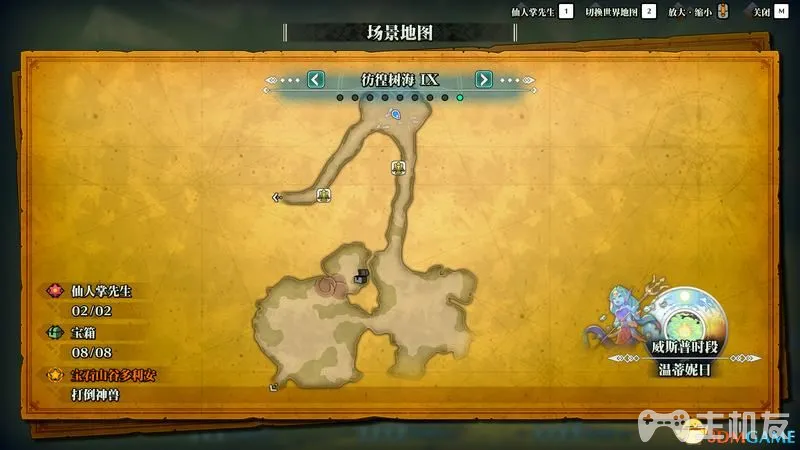 仙人掌先生 1 切换世界地图 2 放大·缩小 关闭 M
场景地图
彷徨树海 IX
仙人掌先生
02/02
宝箱
08/08
宝石山谷多利安
打倒神兽
威斯普时段
温蒂妮日
主机友
3DMGAME